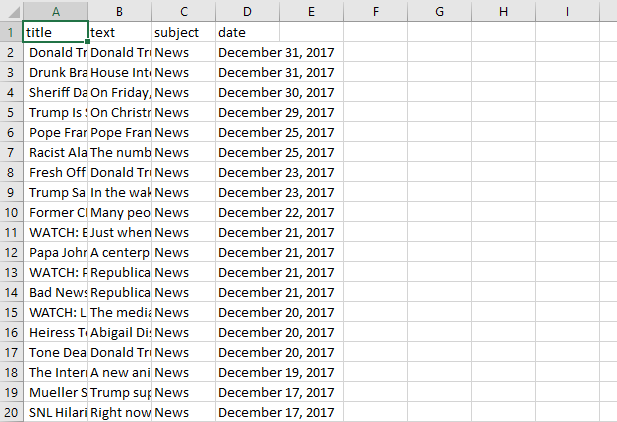 A B C D E F G H I
1 title text subject date
2 Donald Tr Donald Tru News December 31, 2017
3 Drunk Bra House Inte News December 31, 2017
4 Sheriff Da On Friday, News December 30, 2017
5 Trump Is S On Christm News December 29, 2017
6 Pope Fran Pope Fran News December 25, 2017
7 Racist Ala The numb News December 25, 2017
8 Fresh Off Donald Tru News December 23, 2017
9 Trump Sa In the wak News December 23, 2017
10 Former CI Many peo News December 22, 2017
11 WATCH: B Just when News December 21, 2017
12 Papa John A centerp News December 21, 2017
13 WATCH: P Republica News December 21, 2017
14 Bad News Republica News December 21, 2017
15 WATCH: L The media News December 20, 2017
16 Heiress To Abigail Dis News December 20, 2017
17 Tone Dea Donald Tru News December 20, 2017
18 The Intern A new ani News December 19, 2017
19 Mueller S Trump sup News December 17, 2017
20 SNL Hilari Right now News December 17, 2017